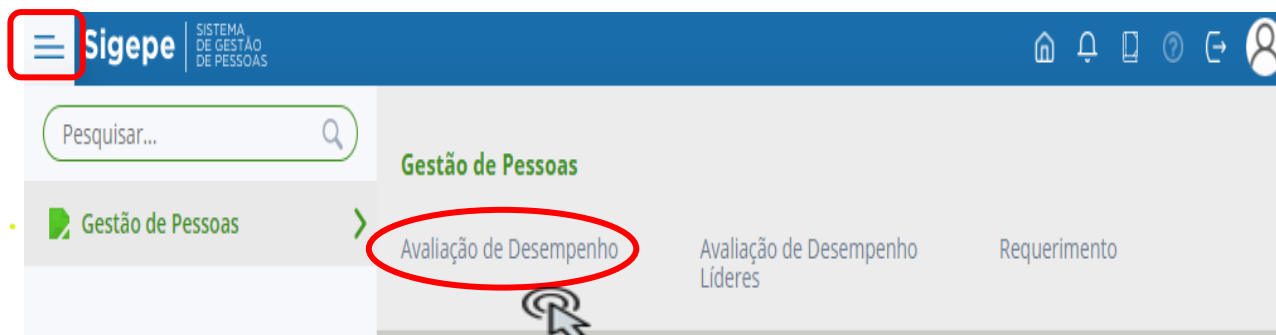 Sigepe
SISTEMA
DE GESTÃO
DE PESSOAS
Pesquisar...
Gestão de Pessoas
Gestão de Pessoas
Avaliação de Desempenho
Avaliação de Desempenho
Líderes
Requerimento